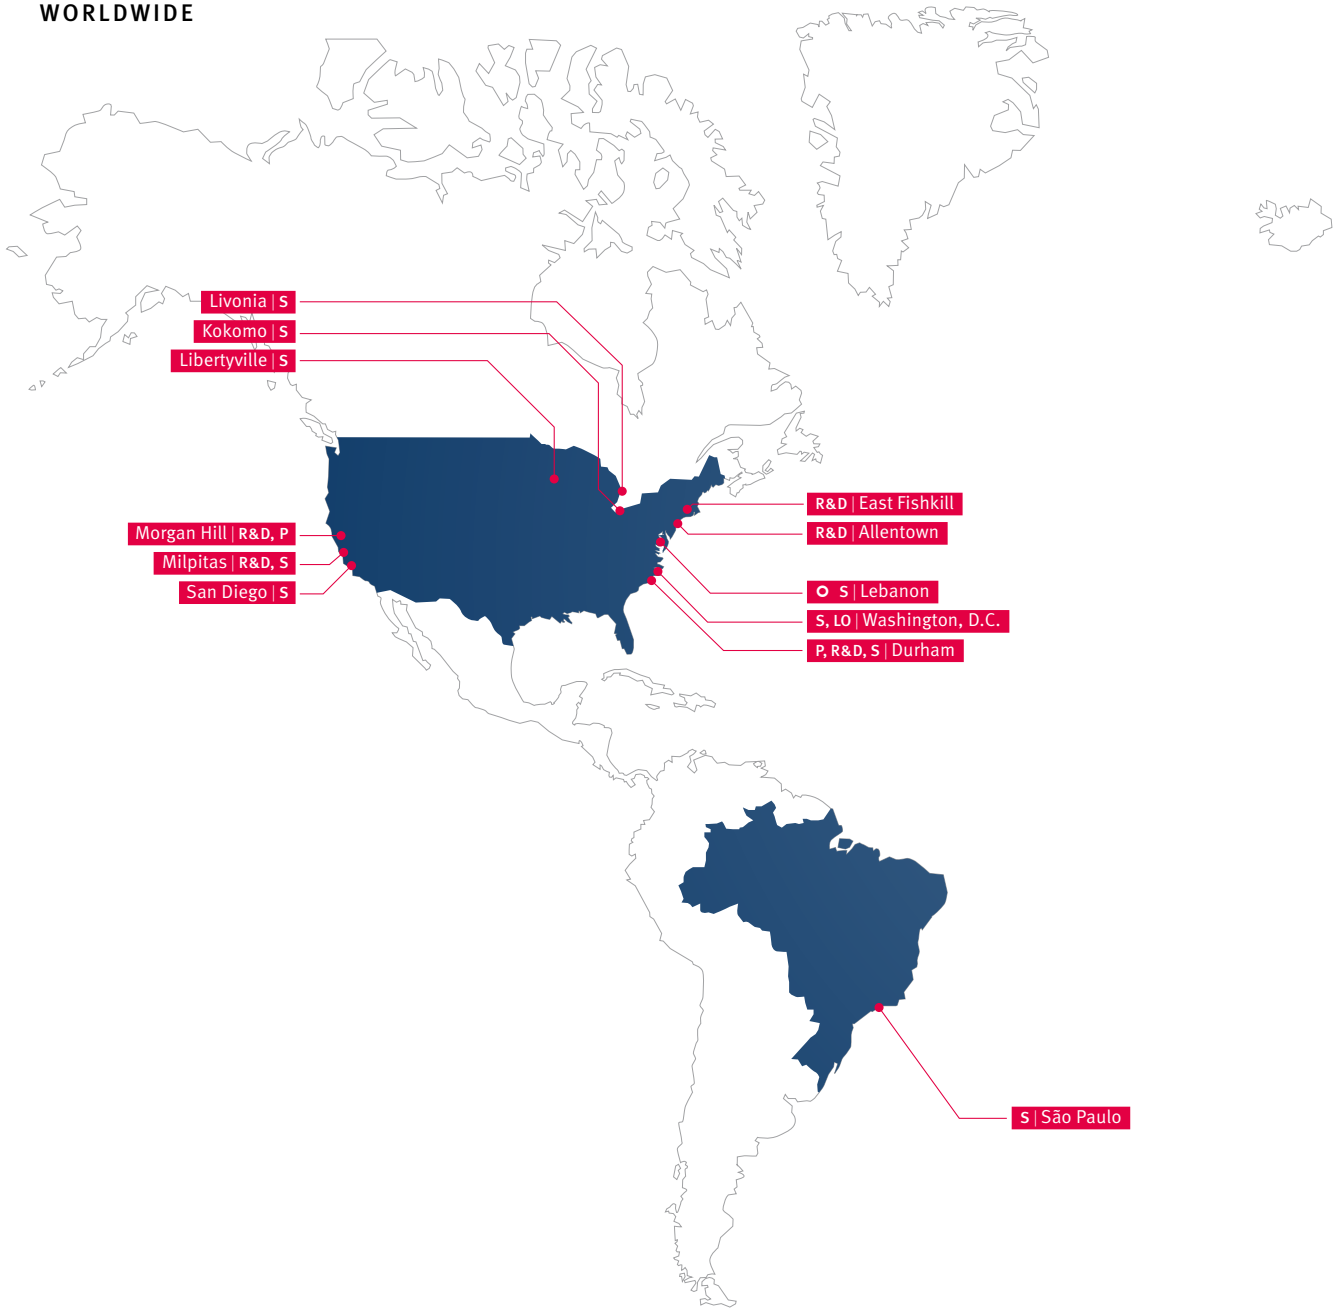 WORLDWIDE
Livonia | S
Kokomo | S
Libertyville | S
Morgan Hill | R&D, P
Milpitas | R&D, S
San Diego | S
R&D | East Fishkill
R&D | Allentown
S | Lebanon
S, LO | Washington, D.C.
P, R&D, S | Durham
S | São Paulo